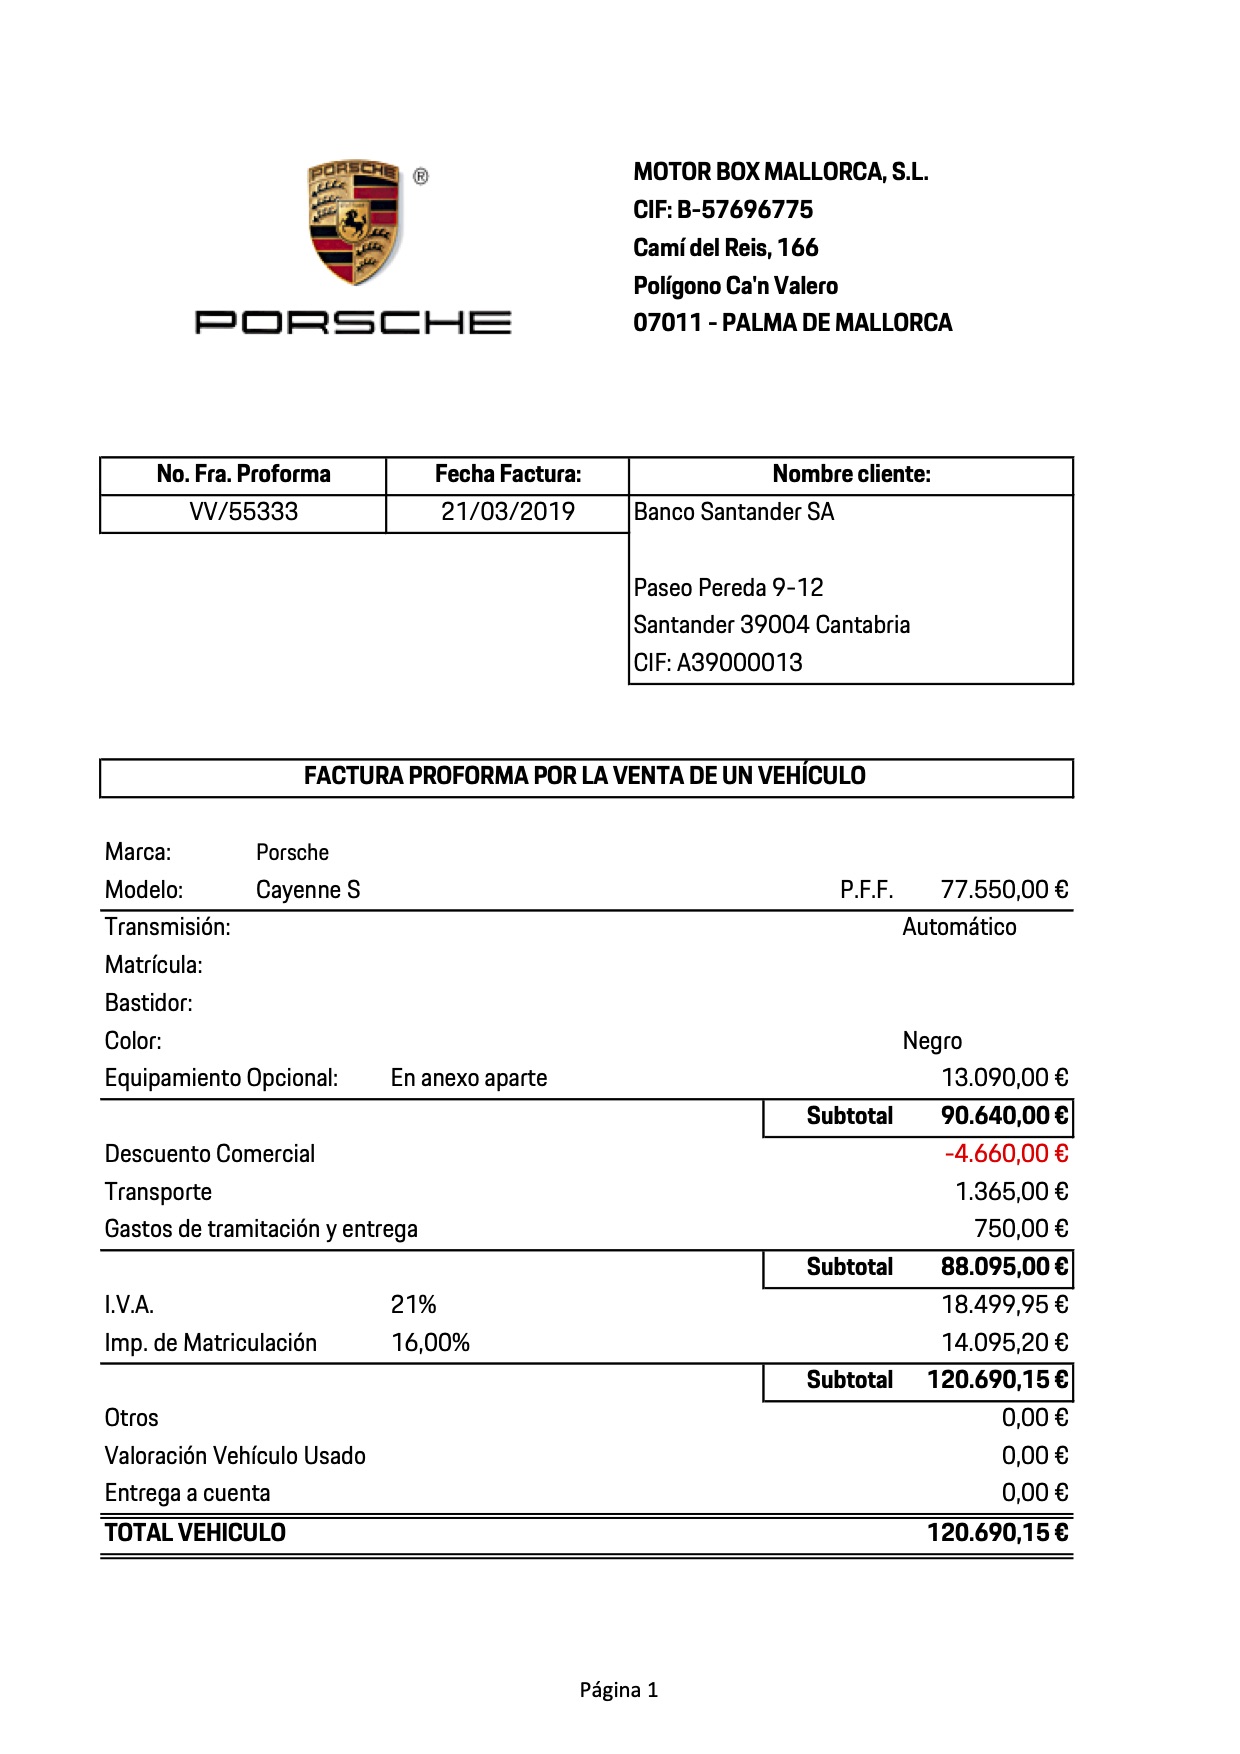 PORSCHE
®
PORSCHE
MOTOR BOX MALLORCA, S.L.
CIF: B-57696775
Camí del Reis, 166
Polígono Ca'n Valero
07011 - PALMA DE MALLORCA
No. Fra. Proforma Fecha Factura: Nombre cliente:
VV/55333 21/03/2019 Banco Santander SA
Paseo Pereda 9-12
Santander 39004 Cantabria
CIF: A39000013
FACTURA PROFORMA POR LA VENTA DE UN VEHÍCULO
Marca: Porsche
Modelo: Cayenne S P.F.F. 77.550,00 €
Transmisión: Automático
Matrícula:
Bastidor:
Color: Negro
Equipamiento Opcional: En anexo aparte 13.090,00 €
Subtotal 90.640,00 €
Descuento Comercial -4.660,00 €
Transporte 1.365,00 €
Gastos de tramitación y entrega 750,00 €
Subtotal 88.095,00 €
I.V.A. 21% 18.499,95 €
Imp. de Matriculación 16,00% 14.095,20 €
Subtotal 120.690,15 €
Otros 0,00 €
Valoración Vehículo Usado 0,00 €
Entrega a cuenta 0,00 €
TOTAL VEHICULO 120.690,15 €
Página 1